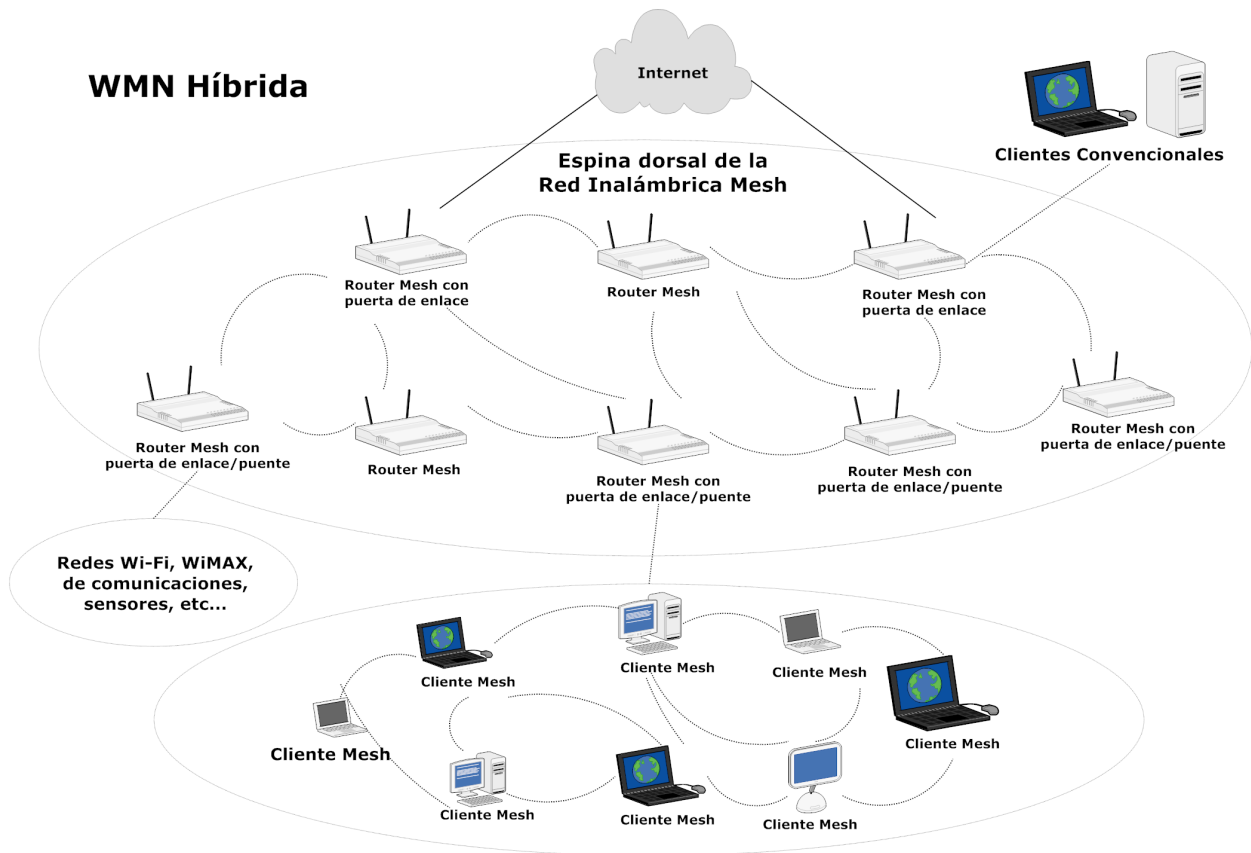 WMN Híbrida
Internet
Clientes Convencionales
Espina dorsal de la
Red Inalámbrica Mesh
Router Mesh con
puerta de enlace
Router Mesh
Router Mesh con
puerta de enlace
Router Mesh con
puerta de enlace/puente
Router Mesh
Router Mesh con
puerta de enlace/puente
Router Mesh con
puerta de enlace/puente
Router Mesh con
puerta de enlace/puente
Redes Wi-Fi, WiMAX,
de comunicaciones,
sensores, etc...
Cliente Mesh
Cliente Mesh
Cliente Mesh
Cliente Mesh
Cliente Mesh
Cliente Mesh
Cliente Mesh
Cliente Mesh